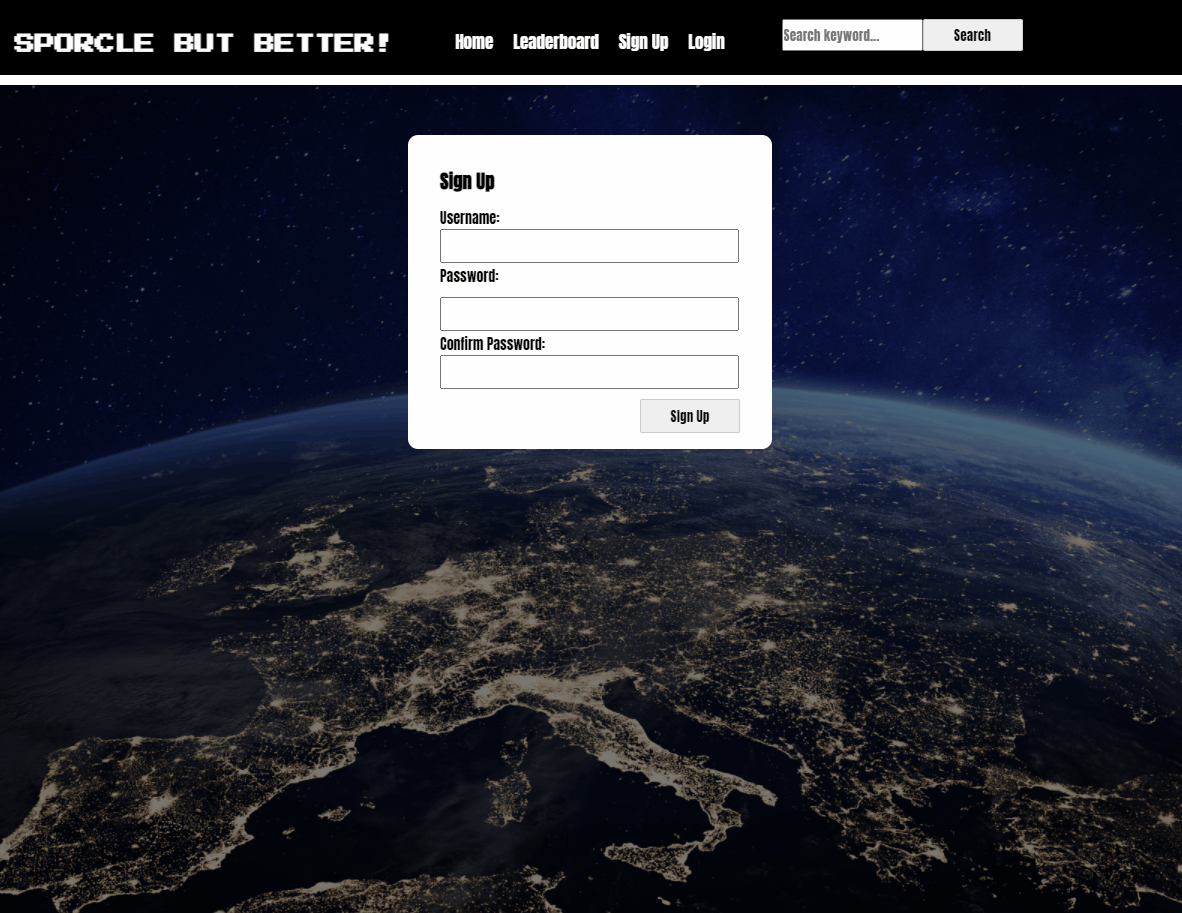 SPORCLE BUT BETTER!
Home Leaderboard Sign Up Login
Search keyword... Search
Sign Up
Username:
Password:
Confirm Password:
Sign Up